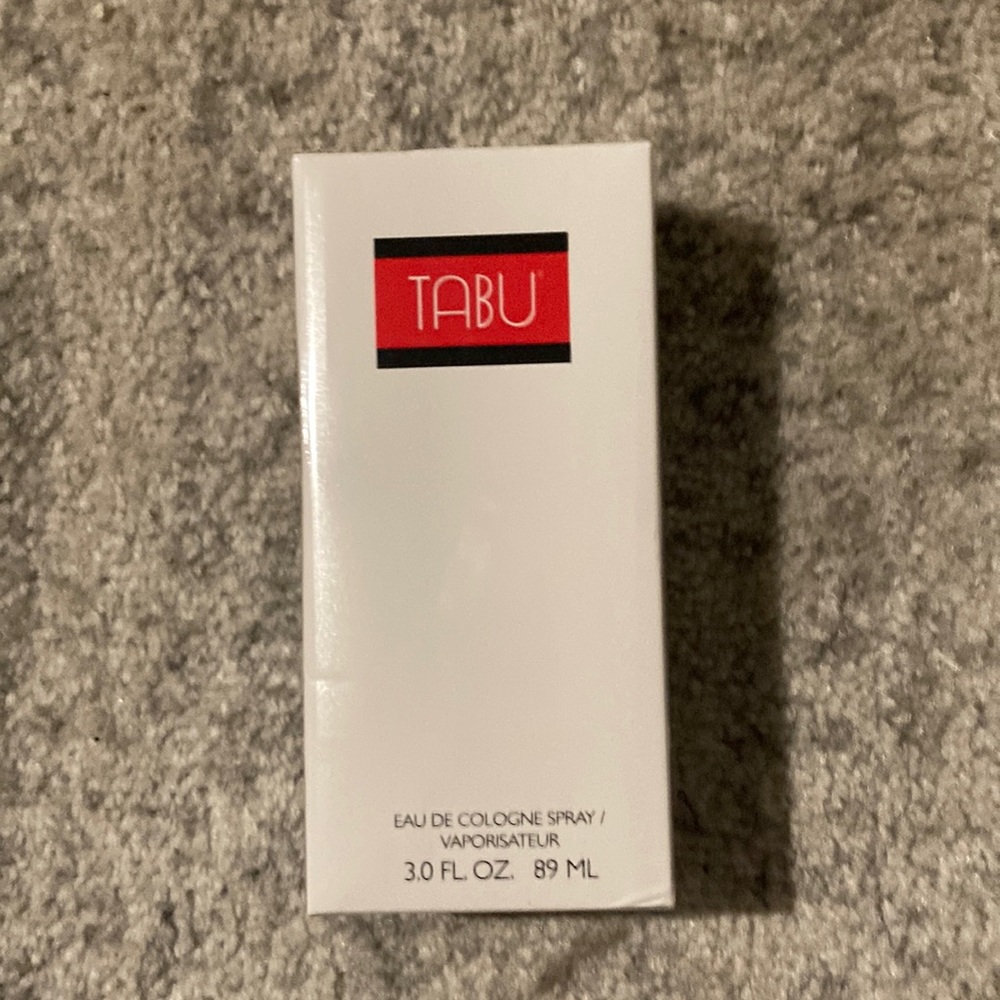 TABU
EAU DE COLOGNE SPRAY /
VAPORISATEUR
3.0 FL. OZ. 89 ML